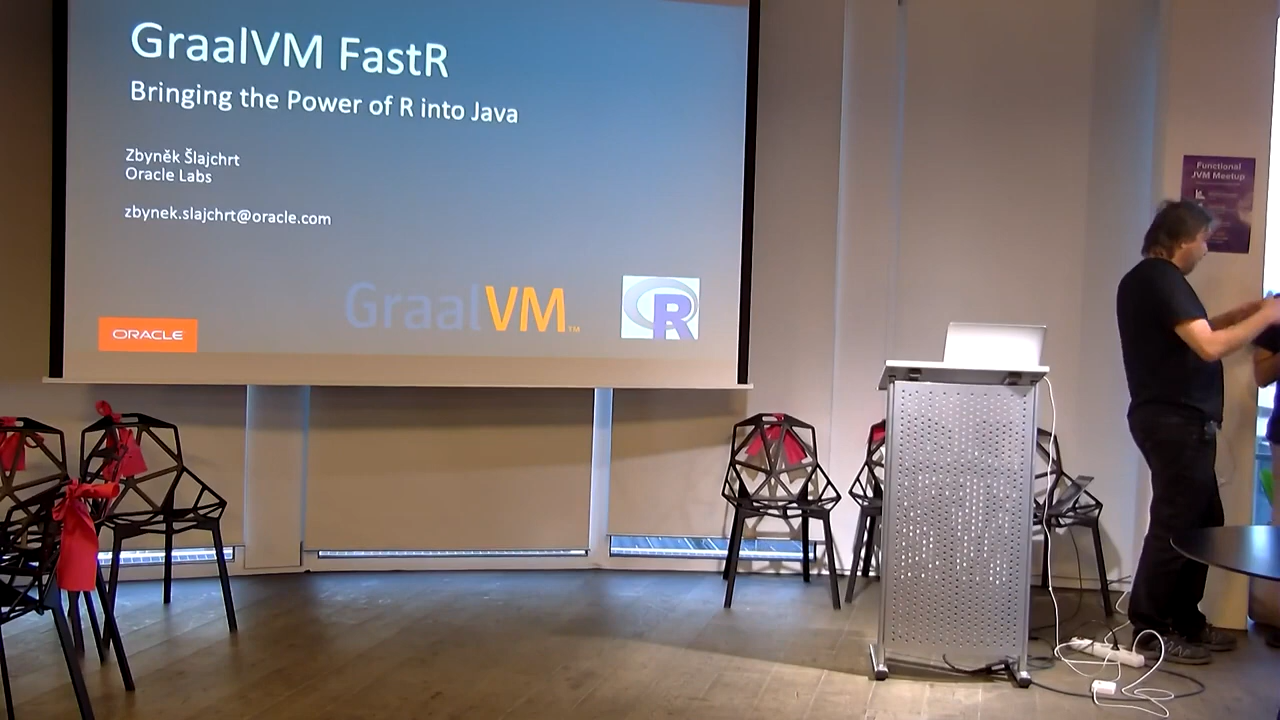 GraalVM FastR
Bringing the Power of R into Java
Zbyněk Šlajchrt
Oracle Labs
zbynek.slajchrt@oracle.com
GraalVM™
R
ORACLE
Functional
JVM Meetup